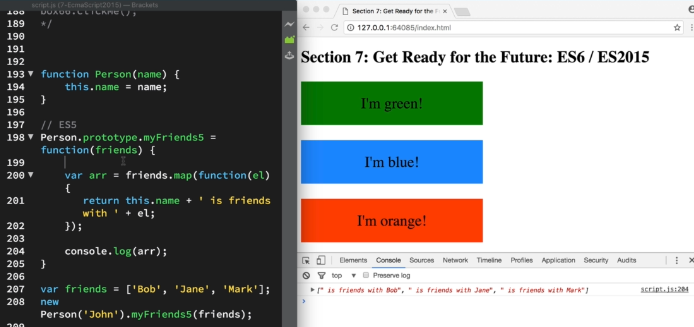 script.js (7-EcmaScript2015) — Brackets
188 box66.clickMe();
189 */
190
191
192
193 function Person(name) {
194 this.name = name;
195 }
196
197 // ES5
198 Person.prototype.myFriends5 =
function(friends) {
199
200 var arr = friends.map(function(el)
{
201 return this.name + ' is friends
with ' + el;
202 });
203
204 console.log(arr);
205 }
206
207 var friends = ['Bob', 'Jane', 'Mark'];
208 new
Person('John').myFriends5(friends);
209
Section 7: Get Ready for the F
127.0.0.1:64085/index.html
Section 7: Get Ready for the Future: ES6 / ES2015
I'm green!
I'm blue!
I'm orange!
Elements Console Sources Network Timeline Profiles Application Security Audits
top Preserve log
[" is friends with Bob", " is friends with Jane", " is friends with Mark"] script.js:204